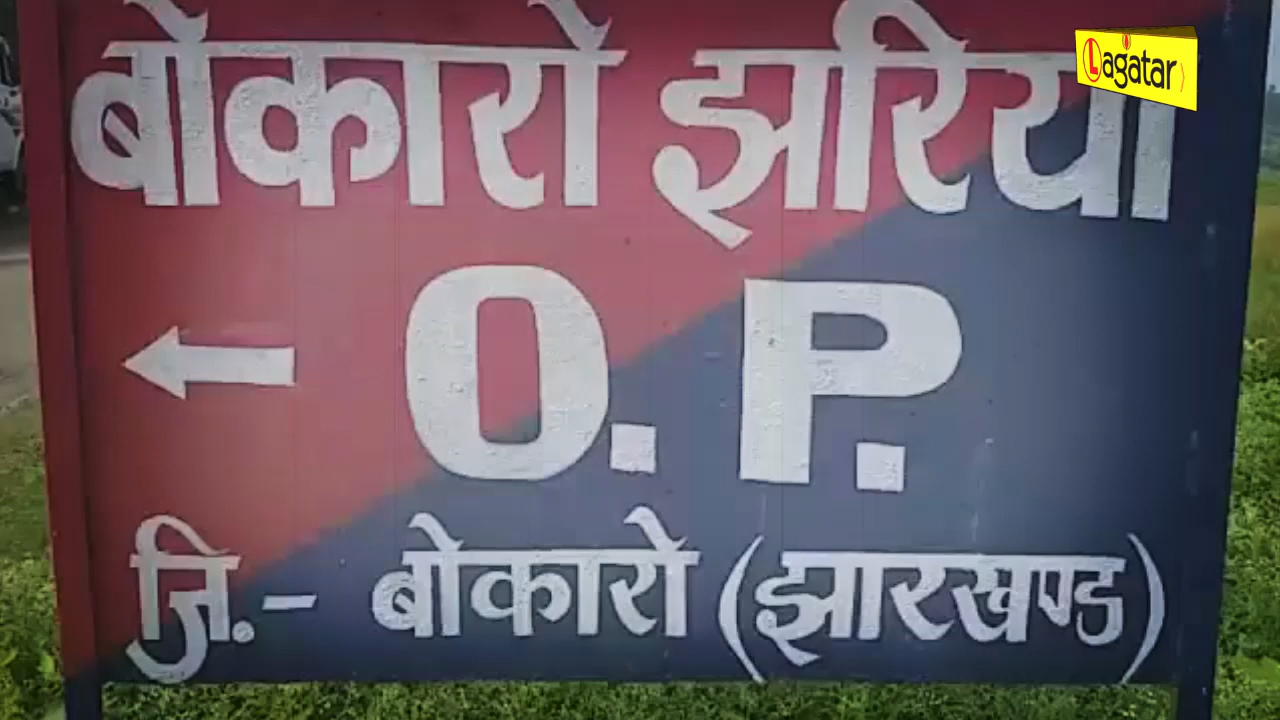 बोकारो झरिया
Lagatar
← O.P.
जि.- बोकारो (झारखण्ड)